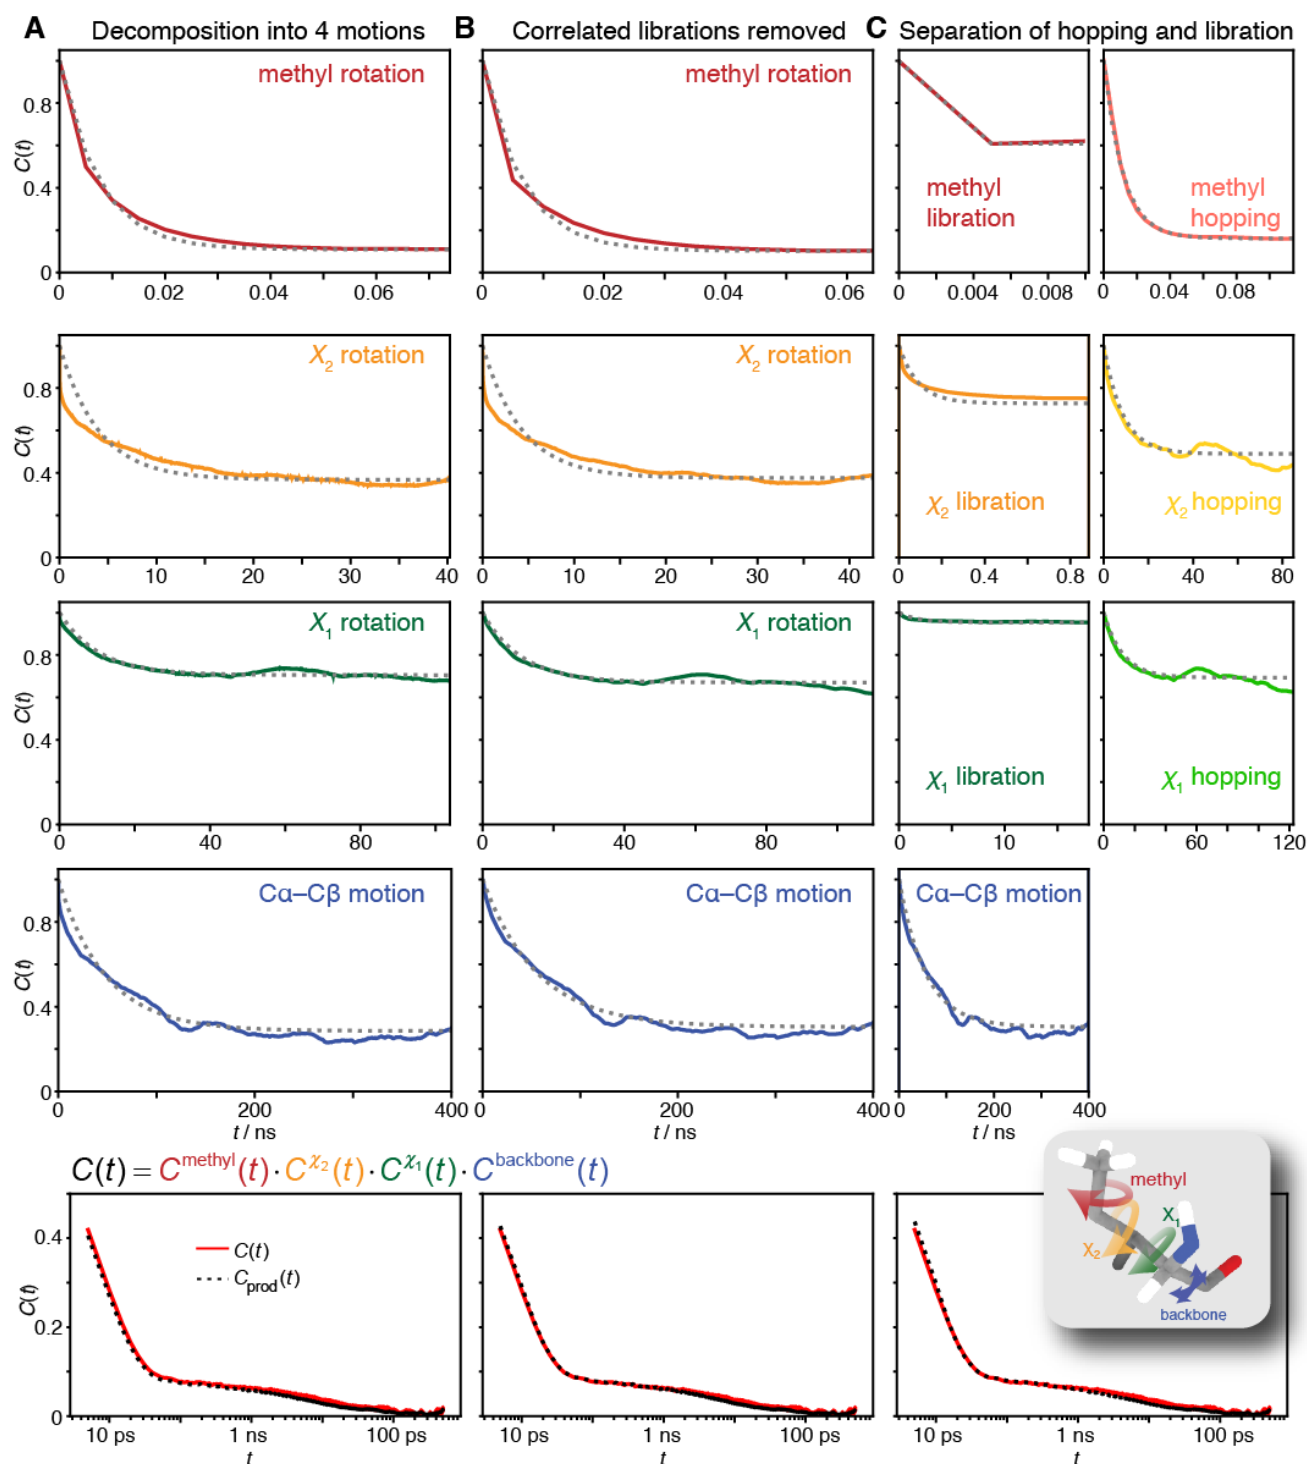 A Decomposition into 4 motions B Correlated librations removed C Separation of hopping and libration
methyl rotation
methyl rotation
methyl libration
methyl hopping
C(t)
0.8
0.4
0
0 0.02 0.04 0.06
0 0.02 0.04 0.06
0 0.004 0.008
0 0.04 0.08
X₂ rotation
X₂ rotation
χ₂ libration
χ₂ hopping
C(t)
0.8
0.4
0
0 10 20 30 40
0 10 20 30 40
0 0.4 0.8
0 40 80
X₁ rotation
X₁ rotation
χ₁ libration
χ₁ hopping
C(t)
0.8
0.4
0
0 40 80
0 40 80
0 10
0 60 120
Cα–Cβ motion
Cα–Cβ motion
Cα–Cβ motion
C(t)
0.8
0.4
0
0 200 400
0 200 400
0 200 400
t / ns
t / ns
t / ns
C(t) = C^methyl(t) · C^χ₂(t) · C^χ₁(t) · C^backbone(t)
methyl
X₁
X₂
backbone
C(t)
0.4
0.2
0
C(t)
C_prod(t)
10 ps 1 ns 100 ps
10 ps 1 ns 100 ps
10 ps 1 ns 100 ps
t
t
t